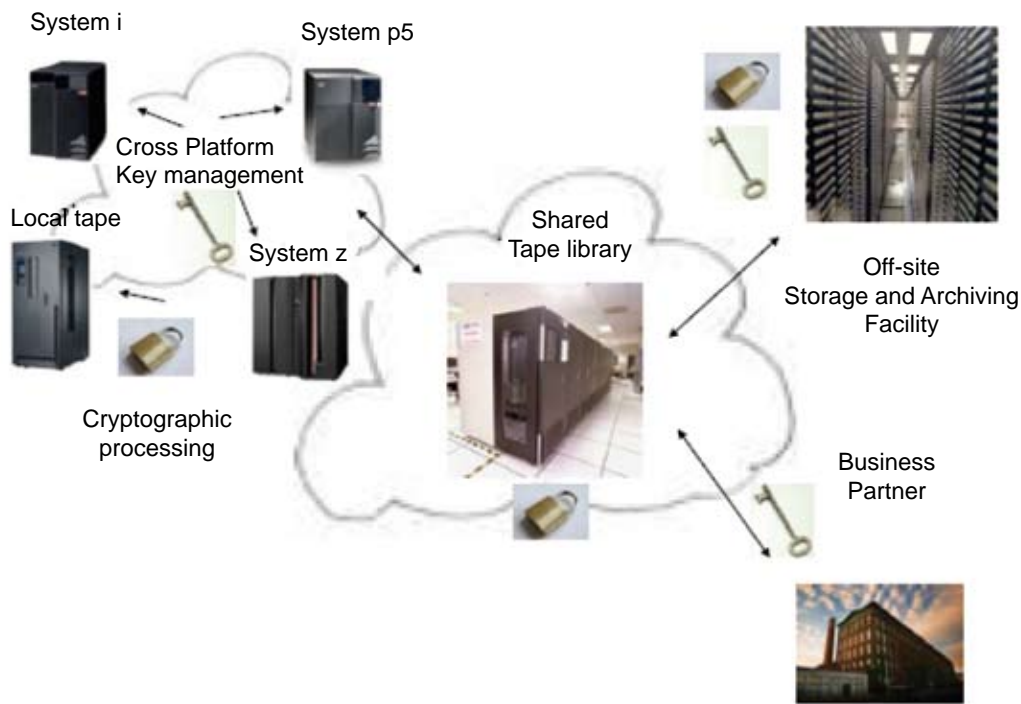 System i
System p5
Cross Platform
Key management
Local tape
System z
Cryptographic
processing
Shared
Tape library
Off-site
Storage and Archiving
Facility
Business
Partner